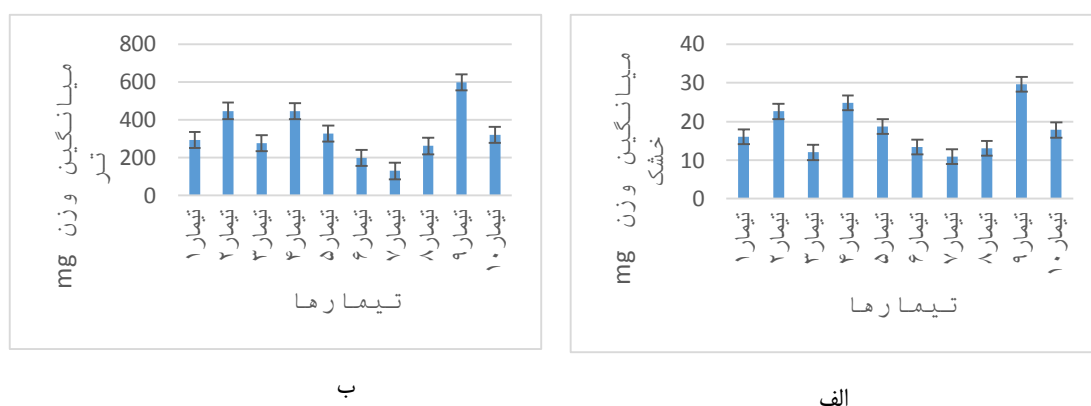 میانگین وزن خشک mg
40
30
20
10
0
تیمار۱
تیمار۲
تیمار۳
تیمار۴
تیمار۵
تیمار۶
تیمار۷
تیمار۸
تیمار۹
تیمار۱۰
تیمارها
الف
میانگین وزن تر mg
800
600
400
200
0
تیمار۱
تیمار۲
تیمار۳
تیمار۴
تیمار۵
تیمار۶
تیمار۷
تیمار۸
تیمار۹
تیمار۱۰
تیمارها
ب